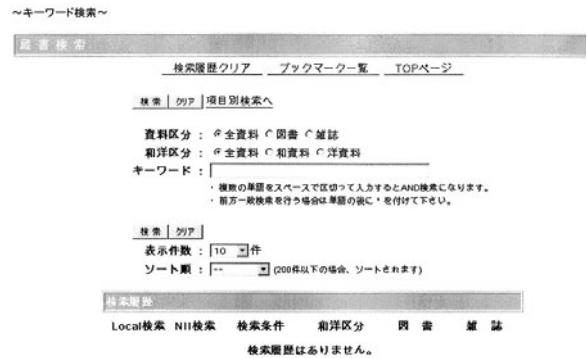 ～キーワード検索～
蔵書検索
検索履歴クリア ブックマーク一覧 TOPページ
検索 クリア 項目別検索へ
資料区分 : 全資料 図書 雑誌
和洋区分 : 全資料 和資料 洋資料
キーワード :
・ 複数の単語をスペースで区切って入力するとAND検索になります。
・ 前方一致検索を行う場合は単語の後に * を付けて下さい。
検索 クリア
表示件数 : 10 件
ソート順 : -- (200件以下の場合、ソートされます)
検索履歴
Local検索 NII検索 検索条件 和洋区分 図 書 雑 誌
検索履歴はありません。